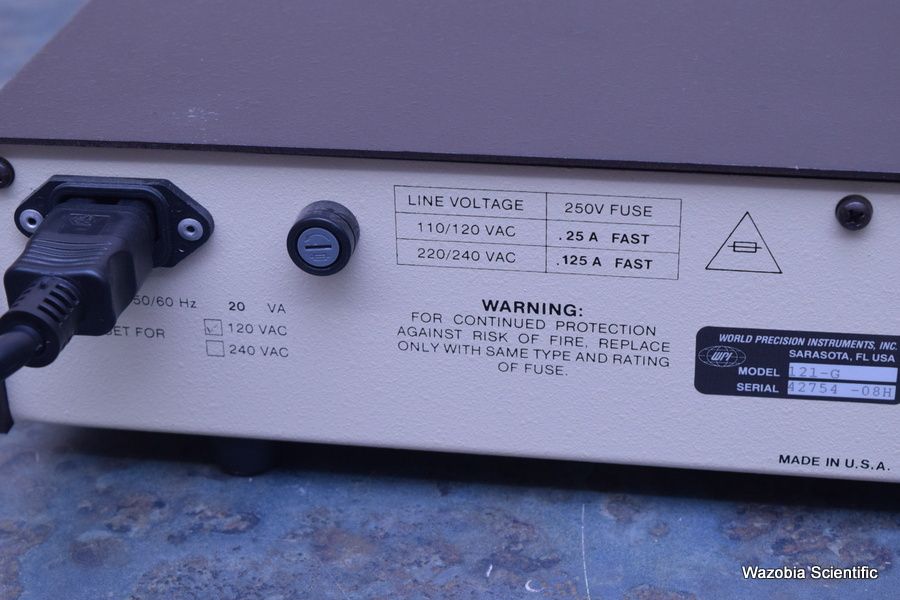 LINE VOLTAGE 250V FUSE
110/120 VAC .25 A FAST
220/240 VAC .125 A FAST
50/60 Hz 20 VA
SET FOR 120 VAC
240 VAC
WARNING:
FOR CONTINUED PROTECTION
AGAINST RISK OF FIRE, REPLACE
ONLY WITH SAME TYPE AND RATING
OF FUSE.
WORLD PRECISION INSTRUMENTS, INC.
SARASOTA, FL USA
WPI
MODEL 121-G
SERIAL 42754 -08H
MADE IN U.S.A.
Wazobia Scientific